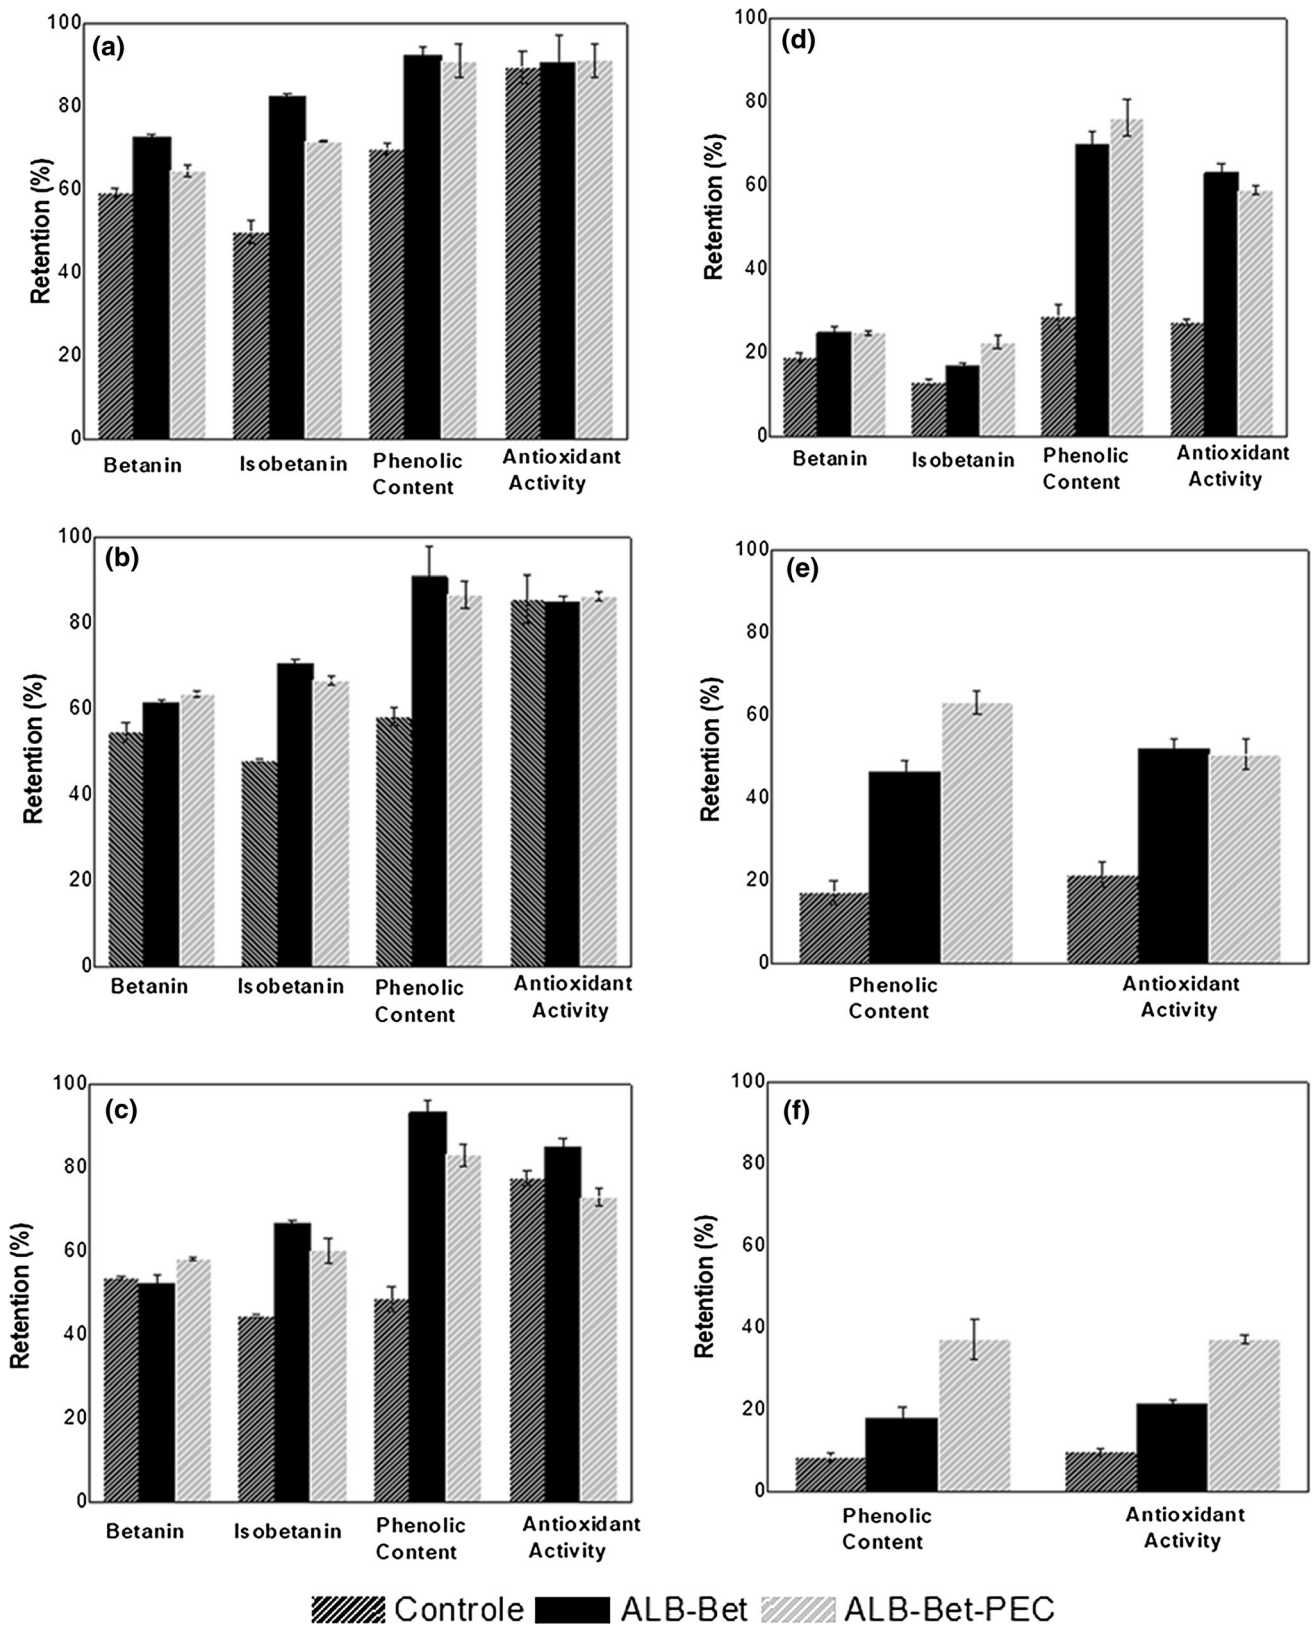 (a)
Retention (%)
100
80
60
40
20
0
Betanin
Isobetanin
Phenolic
Content
Antioxidant
Activity
(d)
Retention (%)
100
80
60
40
20
0
Betanin
Isobetanin
Phenolic
Content
Antioxidant
Activity
(b)
Retention (%)
100
80
60
40
20
0
Betanin
Isobetanin
Phenolic
Content
Antioxidant
Activity
(e)
Retention (%)
100
80
60
40
20
0
Phenolic
Content
Antioxidant
Activity
(c)
Retention (%)
100
80
60
40
20
0
Betanin
Isobetanin
Phenolic
Content
Antioxidant
Activity
(f)
Retention (%)
100
80
60
40
20
0
Phenolic
Content
Antioxidant
Activity
Controle ALB-Bet ALB-Bet-PEC